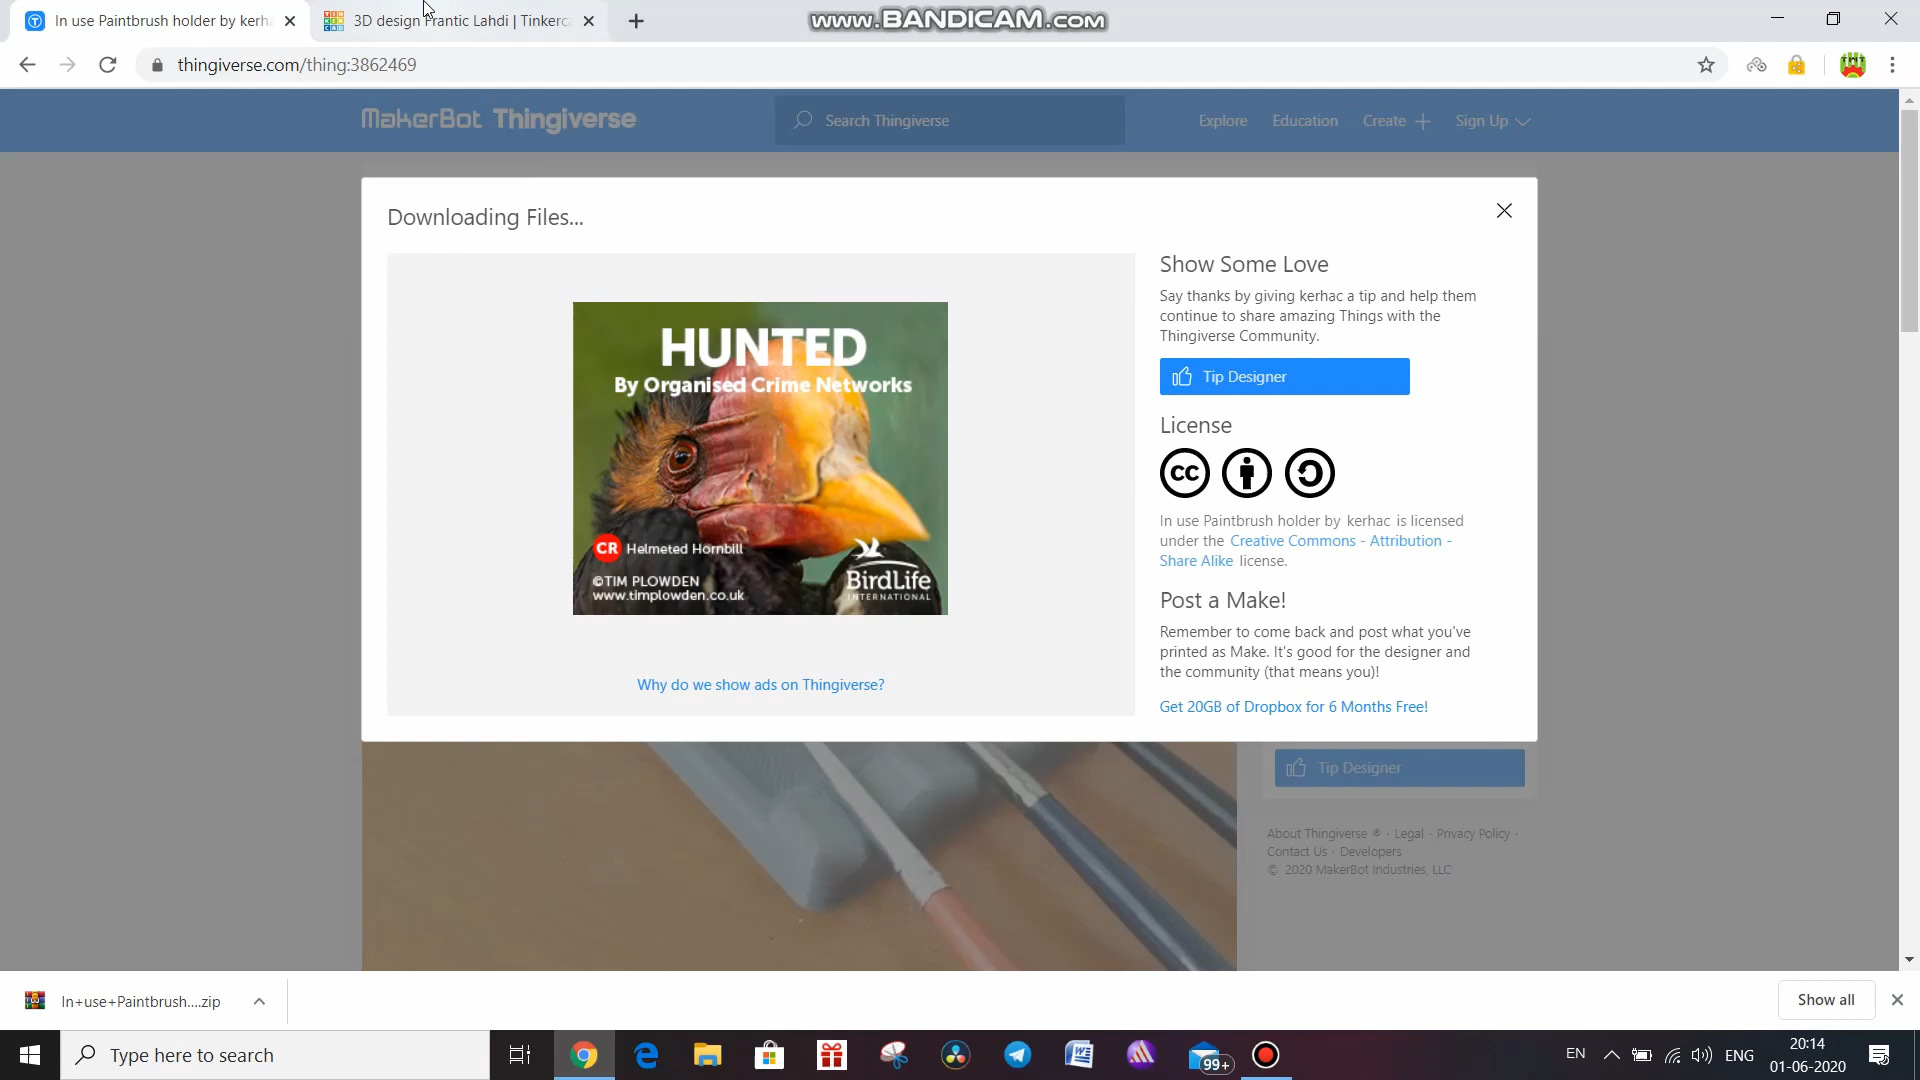 In use Paintbrush holder by kerha
3D design Frantic Lahdi | Tinkerca
www.BANDICAM.com
thingiverse.com/thing:3862469
MakerBot Thingiverse
Search Thingiverse
Explore
Education
Create
Sign Up
Downloading Files...
HUNTED
By Organised Crime Networks
CR Helmeted Hornbill
©TIM PLOWDEN
www.timplowden.co.uk
BirdLife
INTERNATIONAL
Why do we show ads on Thingiverse?
Show Some Love
Say thanks by giving kerhac a tip and help them
continue to share amazing Things with the
Thingiverse Community.
Tip Designer
License
cc
In use Paintbrush holder by kerhac is licensed
under the Creative Commons - Attribution -
Share Alike license.
Post a Make!
Remember to come back and post what you've
printed as Make. It's good for the designer and
the community (that means you)!
Get 20GB of Dropbox for 6 Months Free!
Tip Designer
About Thingiverse ® · Legal · Privacy Policy ·
Contact Us · Developers
© 2020 MakerBot Industries, LLC
In+use+Paintbrush....zip
Show all
Type here to search
99+
EN
ENG
20:14
01-06-2020